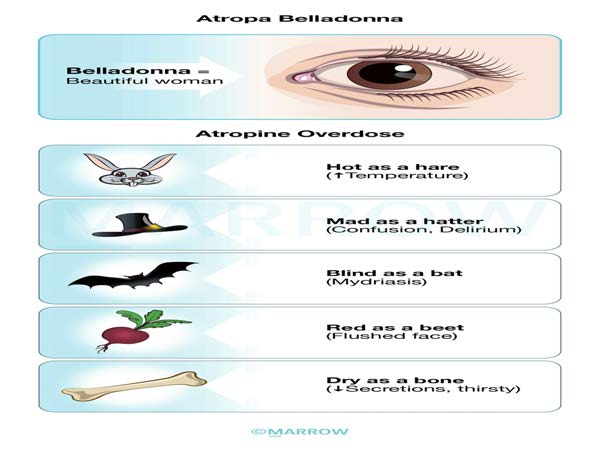 Atropa Belladonna
Belladonna =
Beautiful woman
Atropine Overdose
Hot as a hare
(↑Temperature)
MARROW
Mad as a hatter
(Confusion, Delirium)
Blind as a bat
(Mydriasis)
Red as a beet
(Flushed face)
Dry as a bone
(↓Secretions, thirsty)
©MARROW